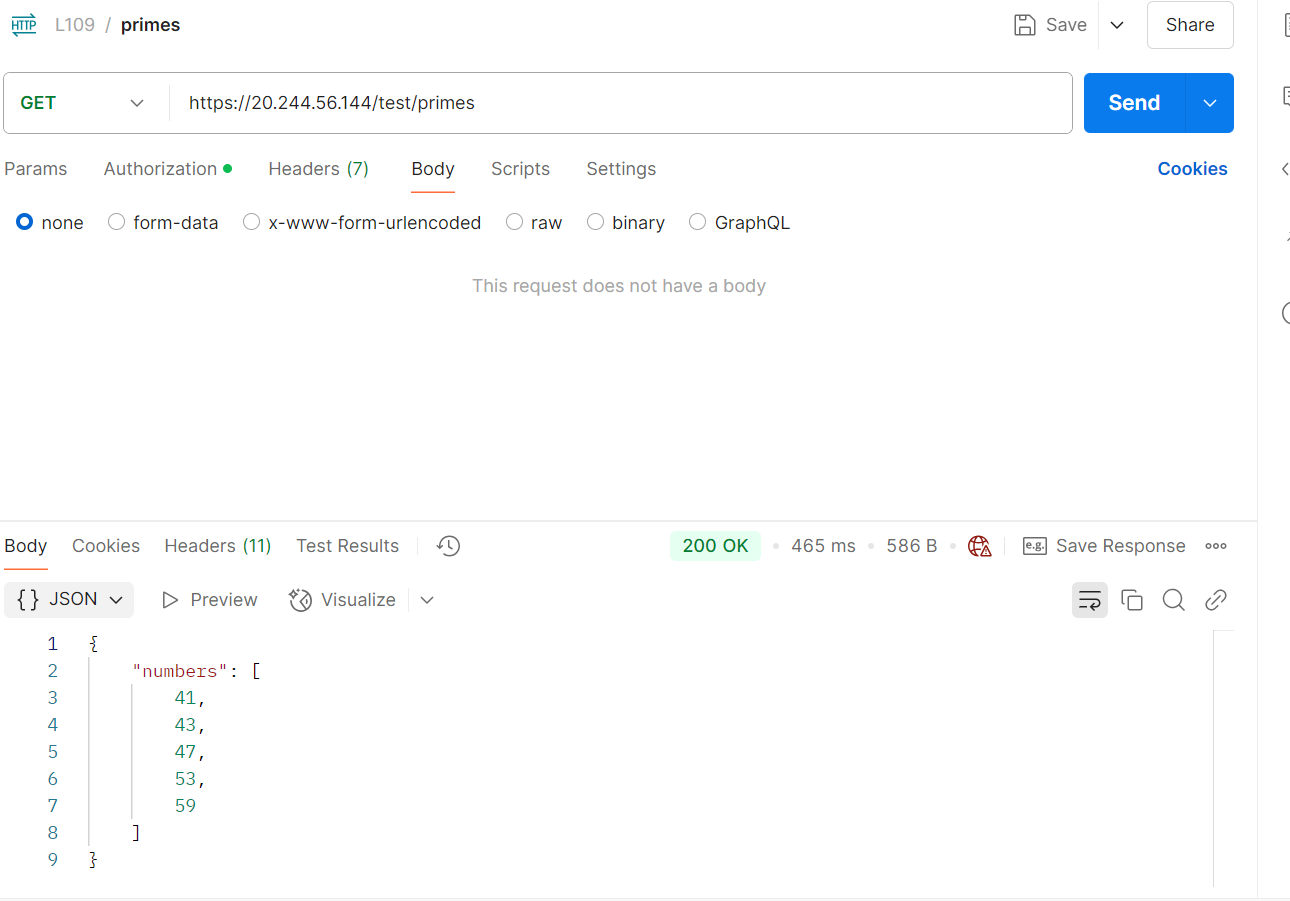 HTTP L109 / primes Save Share
GET https://20.244.56.144/test/primes Send
Params Authorization Headers (7) Body Scripts Settings Cookies
none form-data x-www-form-urlencoded raw binary GraphQL
This request does not have a body
Body Cookies Headers (11) Test Results 200 OK • 465 ms • 586 B • e.g. Save Response
{} JSON Preview Visualize
1 {
2 "numbers": [
3 41,
4 43,
5 47,
6 53,
7 59
8 ]
9 }